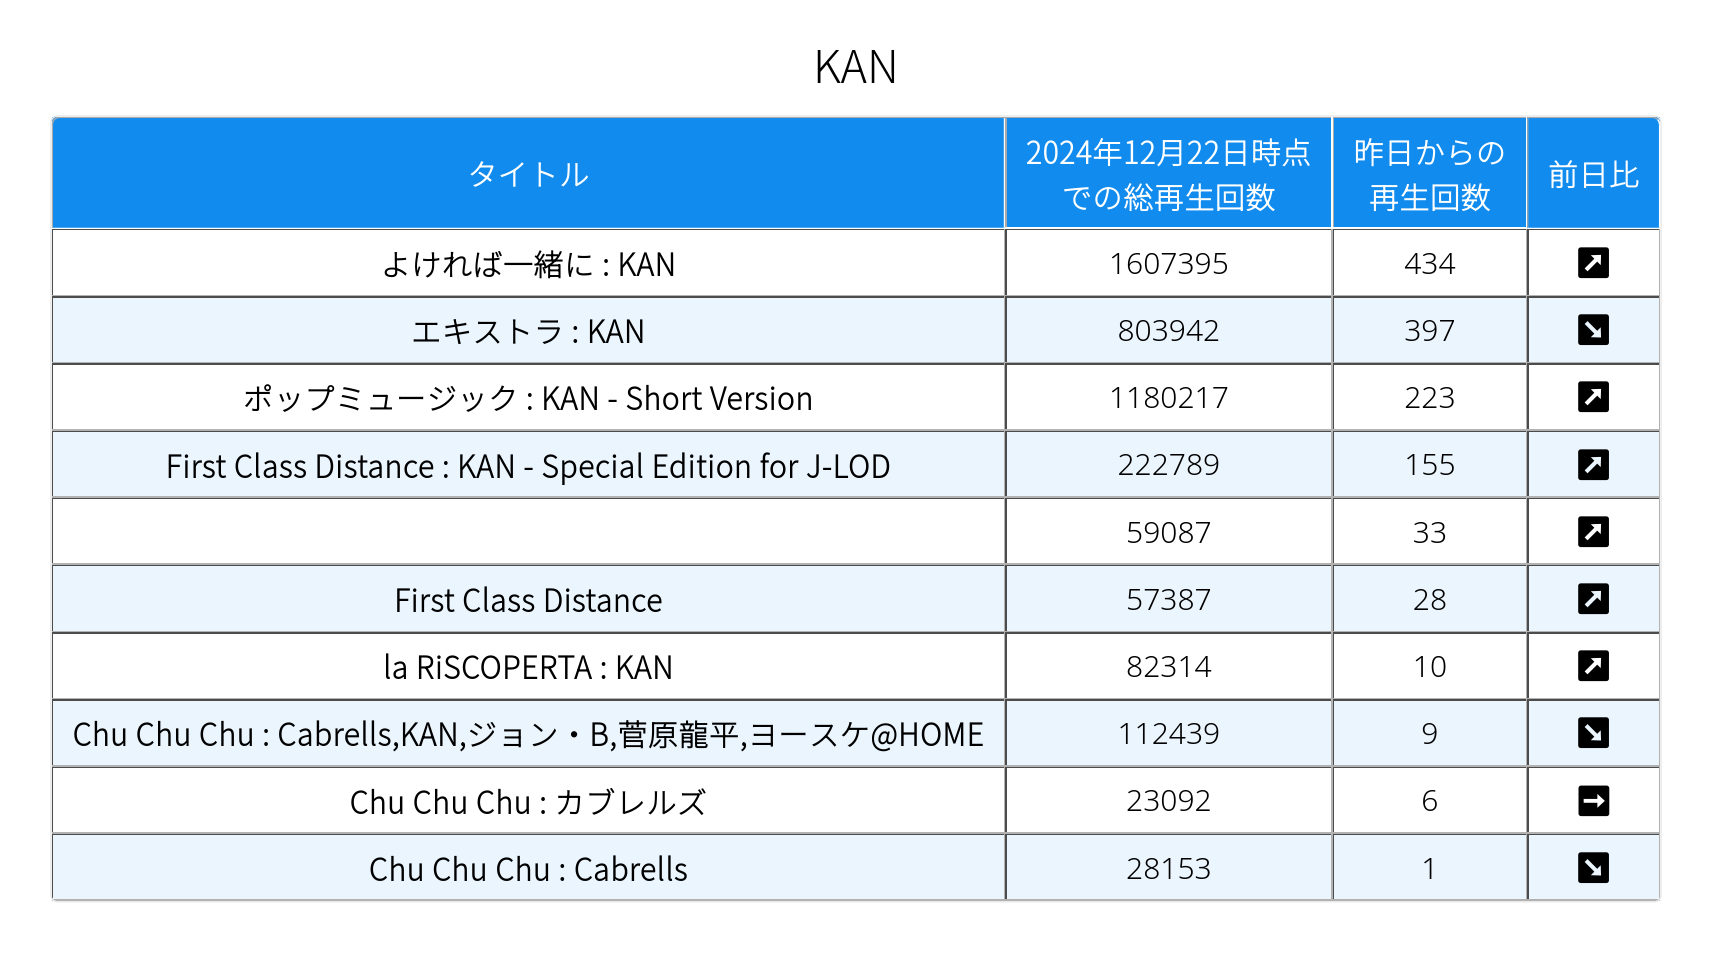 KAN
タイトル
2024年12月22日時点
での総再生回数
昨日からの
再生回数
前日比
よければ一緒に : KAN 1607395 434
エキストラ : KAN 803942 397
ポップミュージック : KAN - Short Version 1180217 223
First Class Distance : KAN - Special Edition for J-LOD 222789 155
59087 33
First Class Distance 57387 28
la RiSCOPERTA : KAN 82314 10
Chu Chu Chu : Cabrells,KAN,ジョン・B,菅原龍平,ヨースケ@HOME 112439 9
Chu Chu Chu : カブレルズ 23092 6
Chu Chu Chu : Cabrells 28153 1